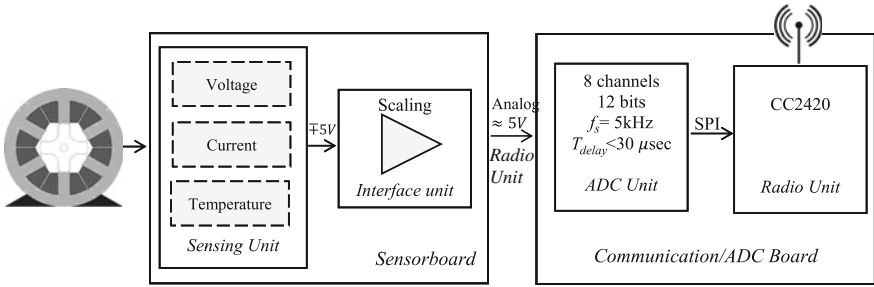 Voltage
Current
Temperature
Sensing Unit
∓5V
Scaling
Interface unit
Sensorboard
Analog
≈ 5V
Radio
Unit
8 channels
12 bits
fs= 5kHz
Tdelay<30 μsec
ADC Unit
SPI
CC2420
Radio Unit
Communication/ADC Board